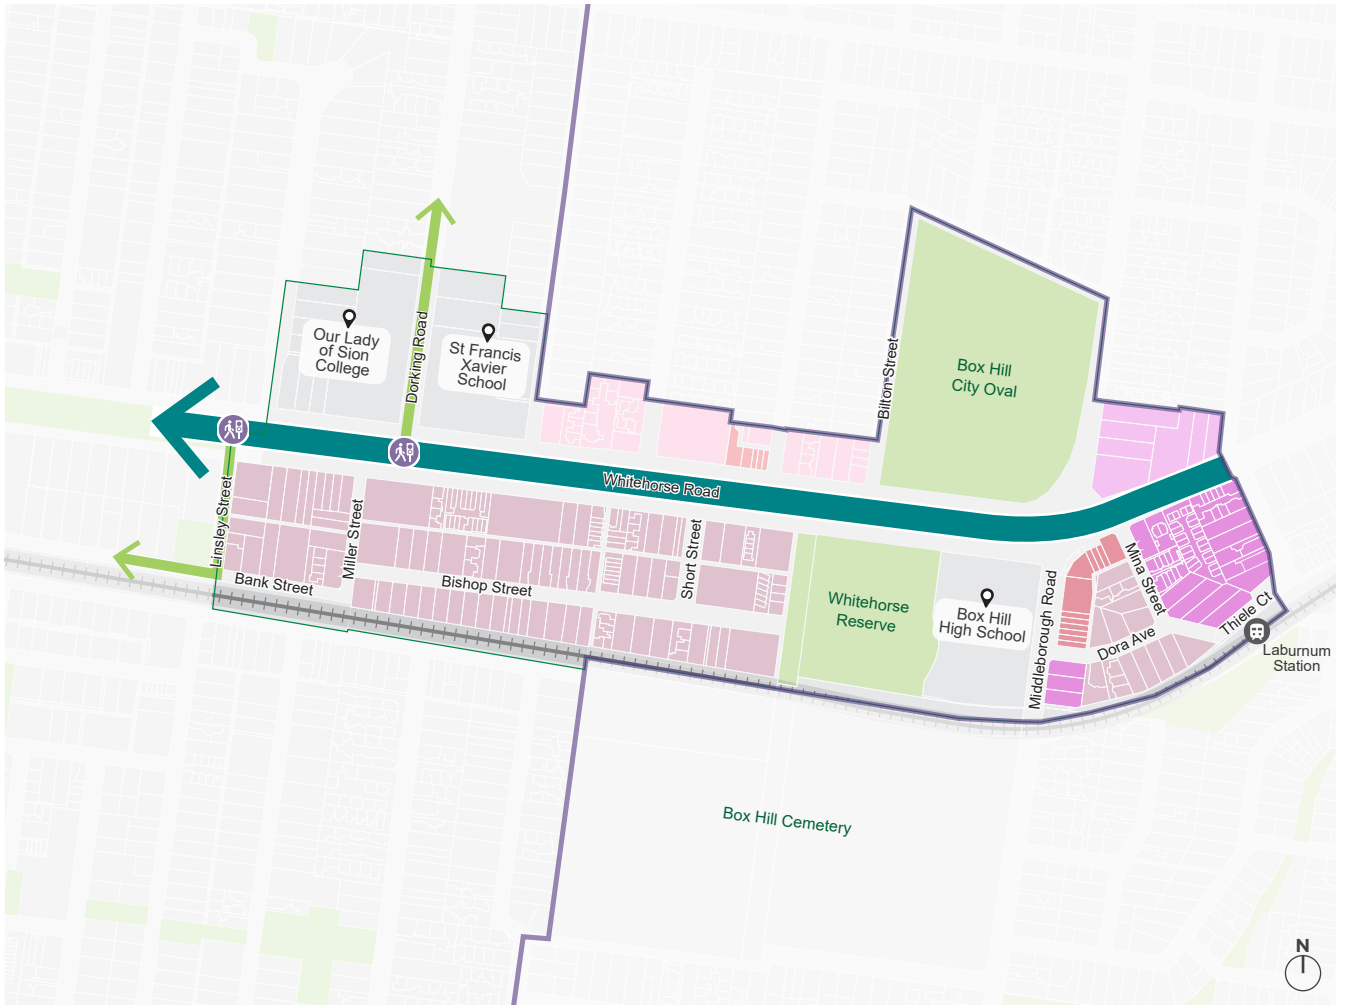 Our Lady
of Sion
College
Dorking Road
St Francis
Xavier
School
Bilton Street
Box Hill
City Oval
Whitehorse Road
Linsley Street
Miller Street
Bank Street
Bishop Street
Short Street
Whitehorse
Reserve
Box Hill
High School
Middleborough Road
Mina Street
Dora Ave
Thiele Ct
Laburnum
Station
Box Hill Cemetery
N